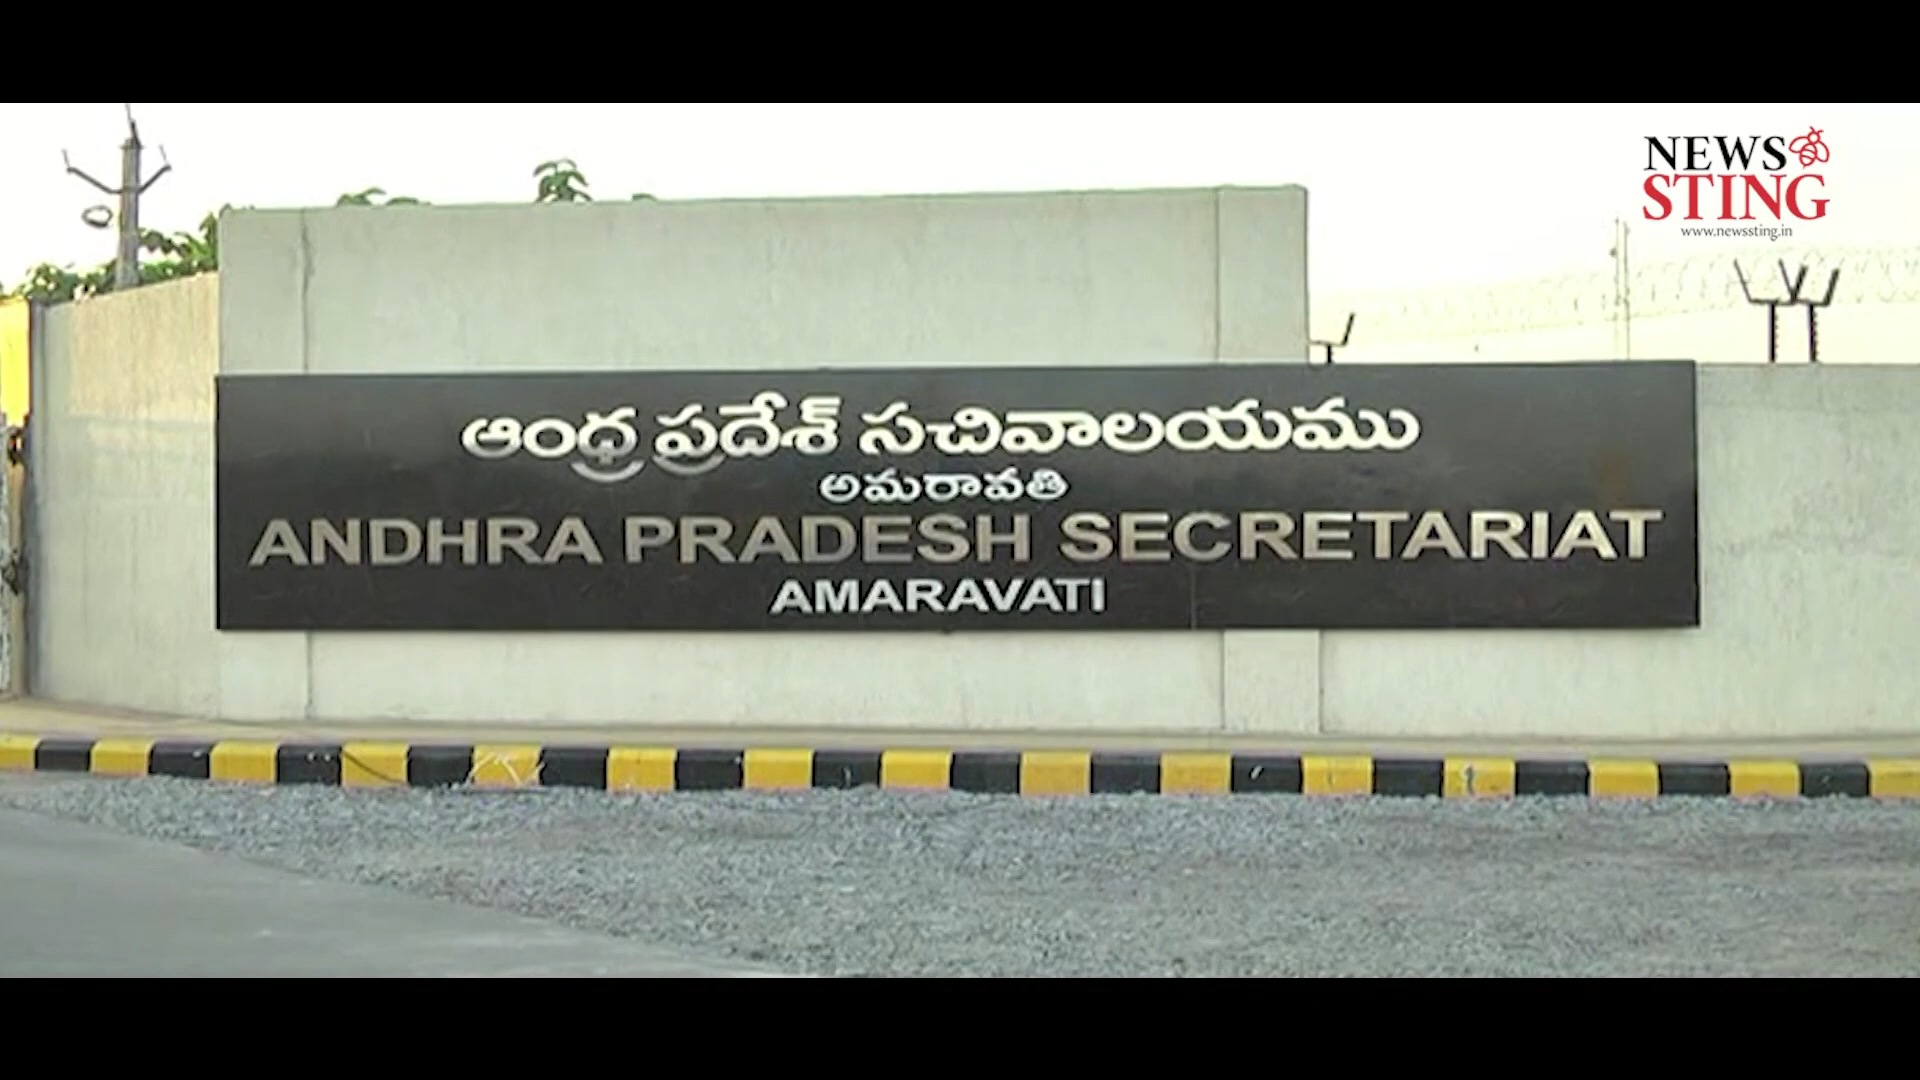 NEWS
STING
www.newssting.in
ఆంధ్ర ప్రదేశ్ సచివాలయము
అమరావతి
ANDHRA PRADESH SECRETARIAT
AMARAVATI